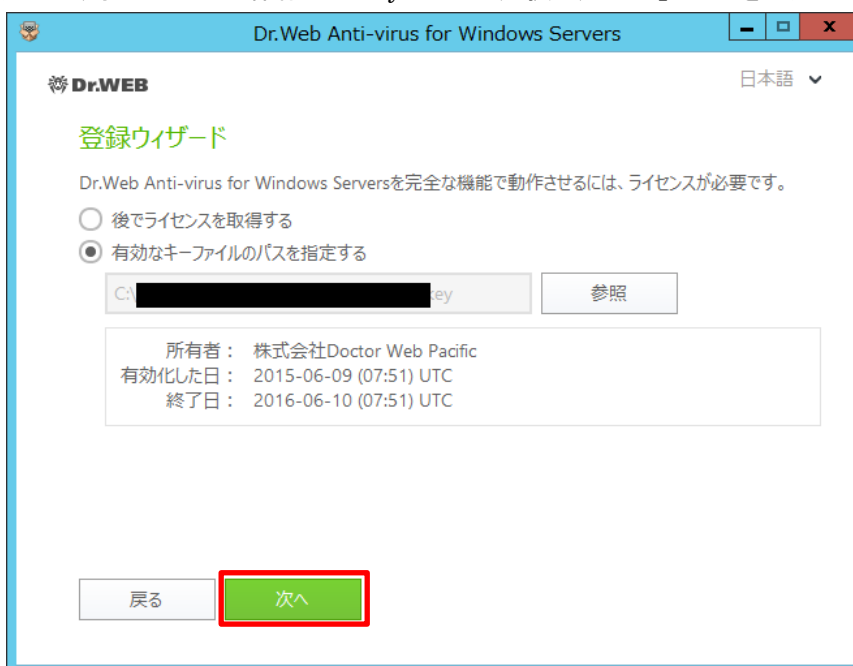 Dr.Web Anti-virus for Windows Servers
Dr.WEB
日本語
登録ウィザード
Dr.Web Anti-virus for Windows Serversを完全な機能で動作させるには、ライセンスが必要です。
後でライセンスを取得する
有効なキーファイルのパスを指定する
C:\ key 参照
所有者： 株式会社Doctor Web Pacific
有効化した日： 2015-06-09 (07:51) UTC
終了日： 2016-06-10 (07:51) UTC
戻る 次へ